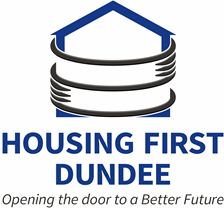 HOUSING FIRST
DUNDEE
Opening the door to a Better Future